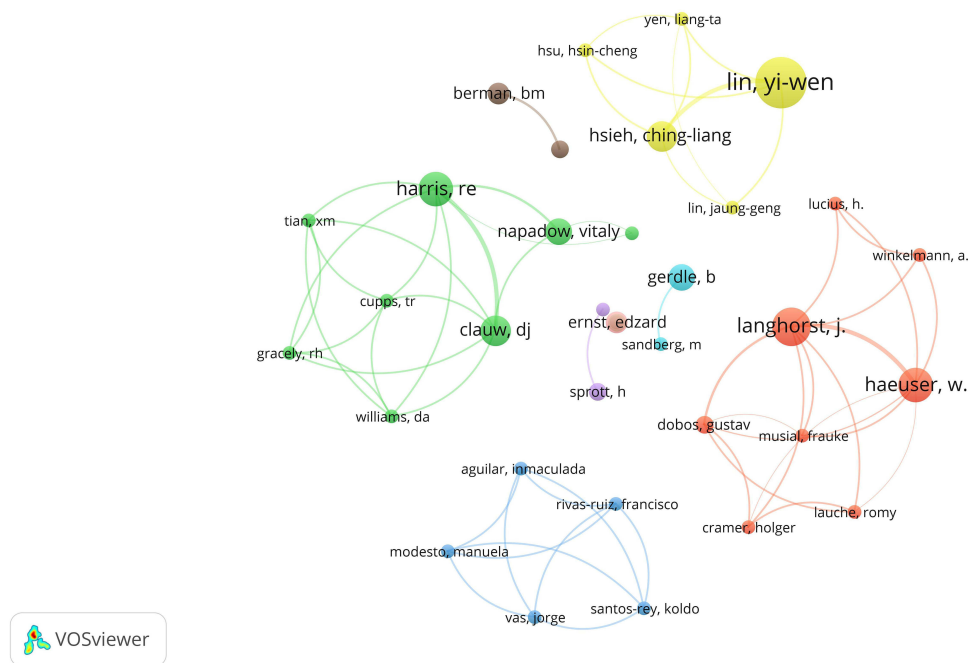 yen, liang-ta
hsu, hsin-cheng
lin, yi-wen
berman, bm
hsieh, ching-liang
harris, re
lin, jaung-geng
lucius, h.
tian, xm
napadow, vitaly
winkelmann, a.
gerdle, b
cupps, tr
ernst, edzard
langhorst, j.
clauw, dj
sandberg, m
gracely, rh
haeuser, w.
sprott, h
williams, da
dobos, gustav
musial, frauke
aguilar, inmaculada
rivas-ruiz, francisco
lauche, romy
cramer, holger
modesto, manuela
santos-rey, koldo
vas, jorge
VOSviewer